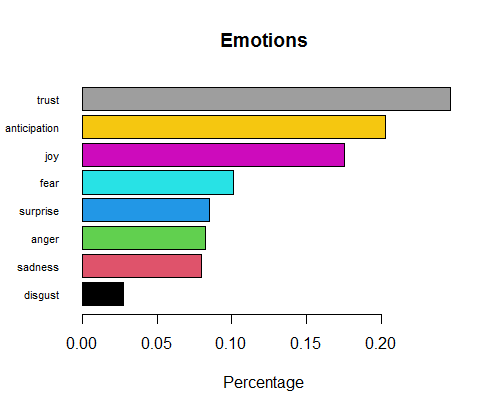 Emotions
trust
anticipation
joy
fear
surprise
anger
sadness
disgust
0.00 0.05 0.10 0.15 0.20
Percentage